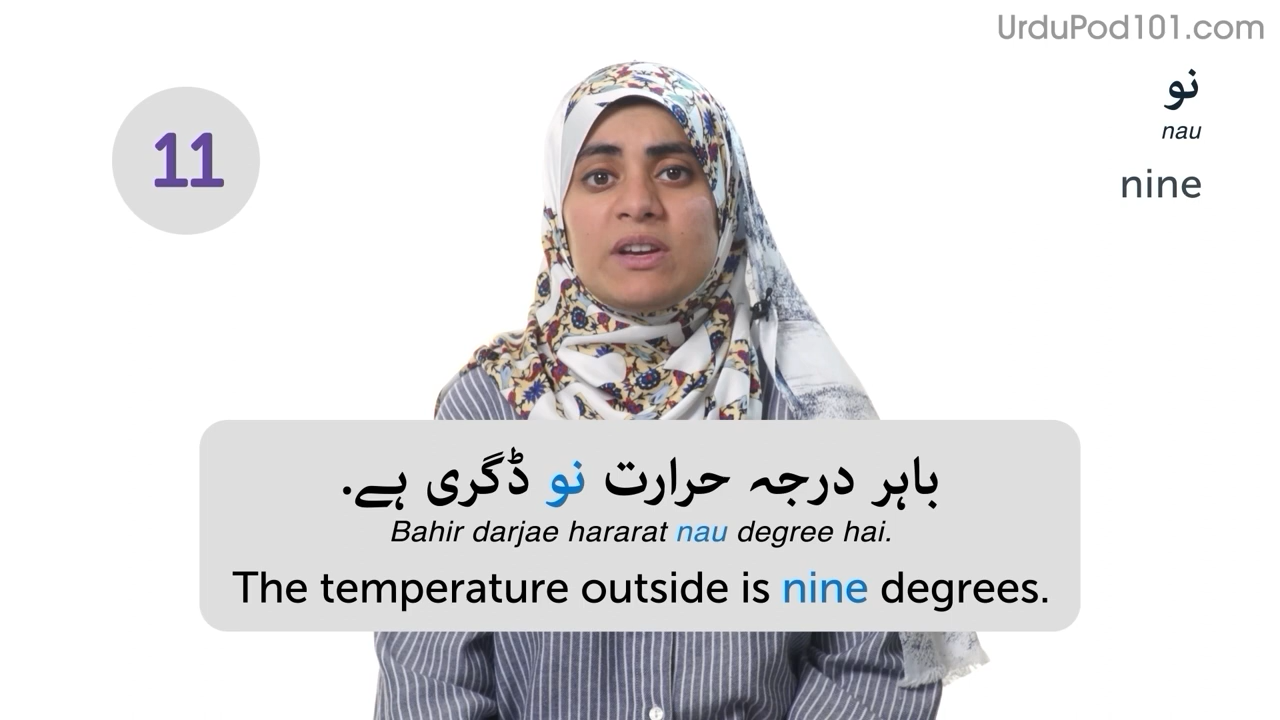 UrduPod101.com
11
نو
nau
nine
باہر درجہ حرارت نو ڈگری ہے.
Bahir darjae hararat nau degree hai.
The temperature outside is nine degrees.